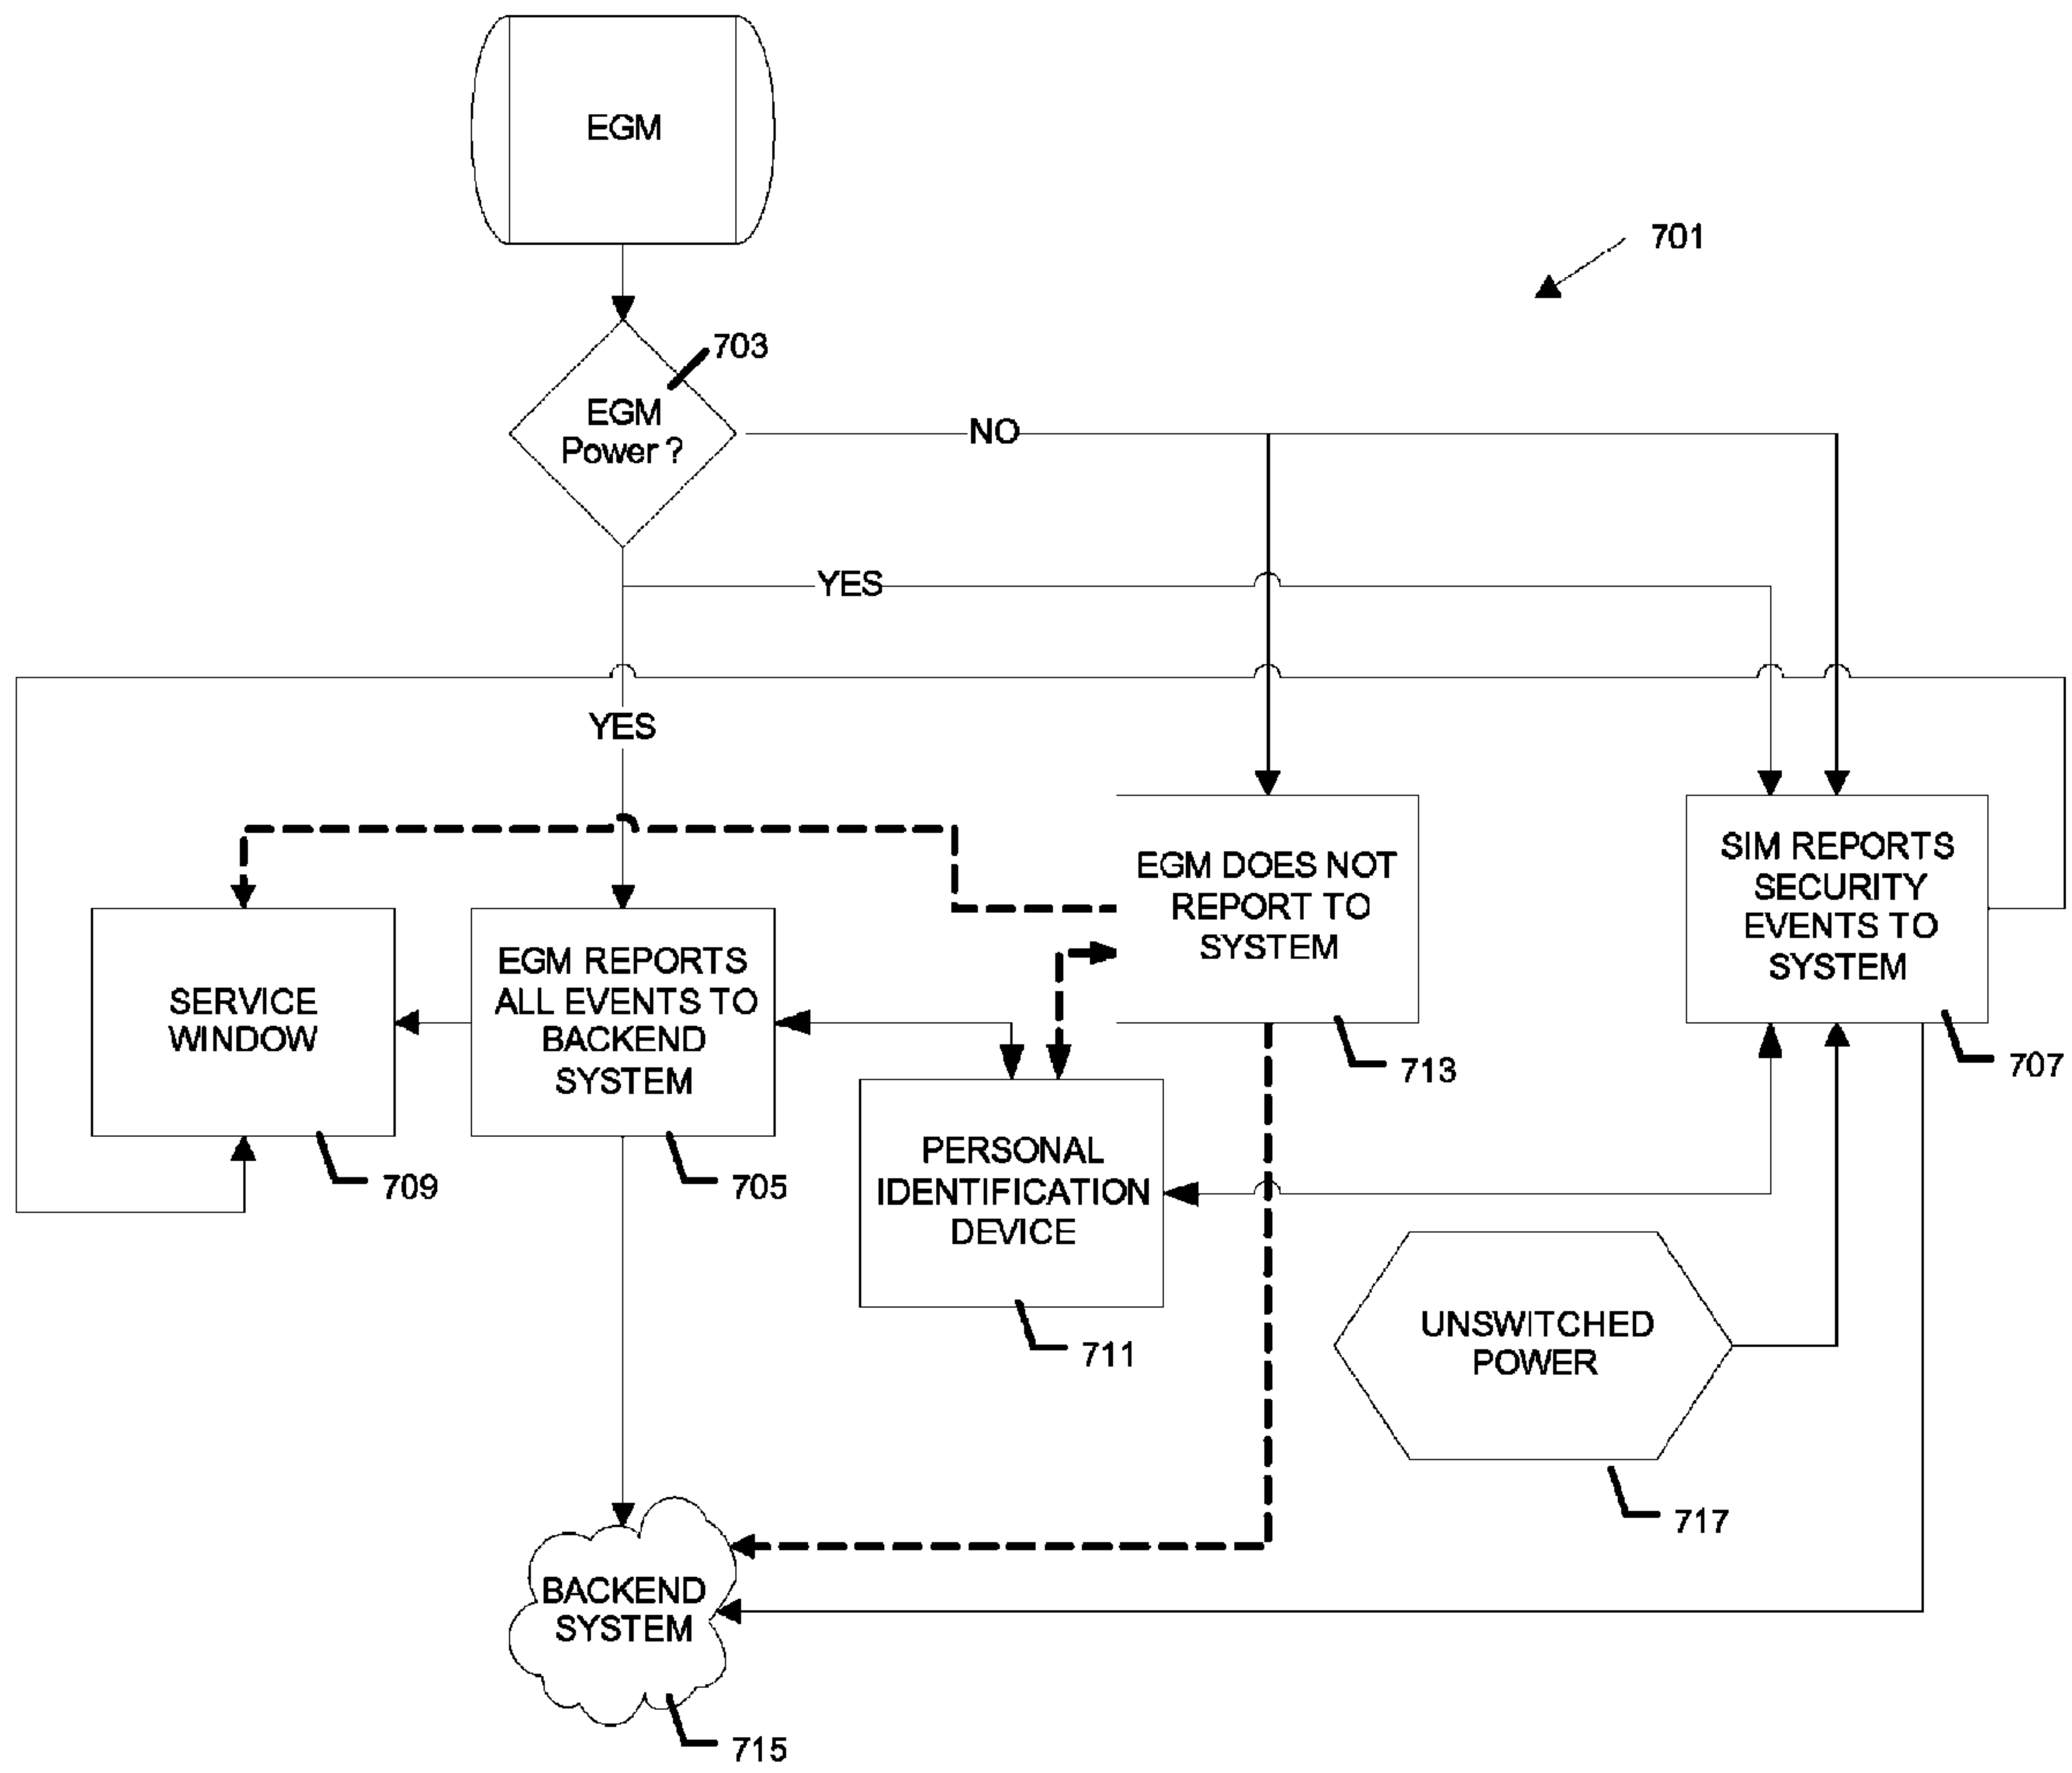 EGM
701
703
EGM
Power ?
NO
YES
YES
EGM DOES NOT
REPORT TO
SYSTEM
713
SIM REPORTS
SECURITY
EVENTS TO
SYSTEM
707
SERVICE
WINDOW
709
EGM REPORTS
ALL EVENTS TO
BACKEND
SYSTEM
705
PERSONAL
IDENTIFICATION
DEVICE
711
UNSWITCHED
POWER
717
BACKEND
SYSTEM
715